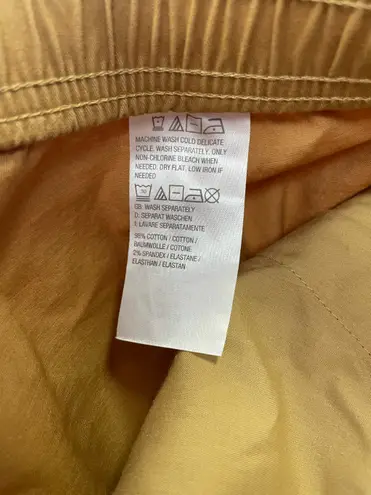 MACHINE WASH COLD DELICATE
CYCLE. WASH SEPARATELY. ONLY
NON-CHLORINE BLEACH WHEN
NEEDED. DRY FLAT. LOW IRON IF
NEEDED
30
GB: WASH SEPARATELY
D: SEPARAT WASCHEN
I: LAVARE SEPARATAMENTE
98% COTTON / COTTON /
BAUMWOLLE / COTONE
2% SPANDEX / ELASTANE /
ELASTHAN / ELASTAN